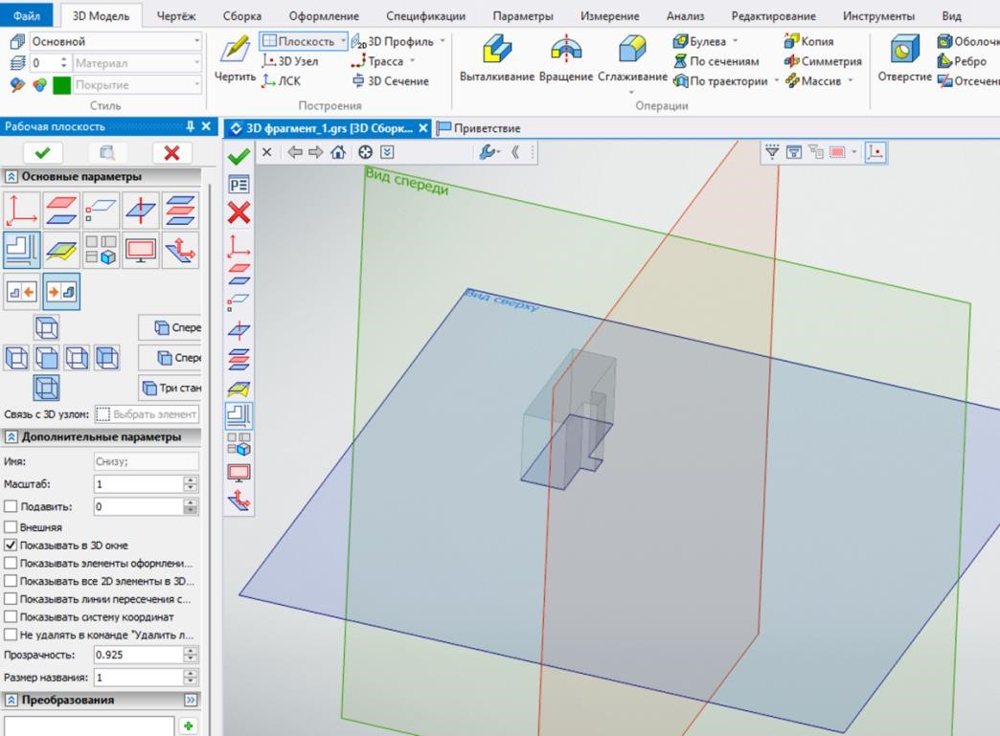 Файл 3D Модель Чертёж Сборка Оформление Спецификации Параметры Измерение Анализ Редактирование Инструменты Вид
Основной
0 Материал
Покрытие
Стиль
Чертить
Плоскость
3D Узел
ЛСК
3D Профиль
Трасса
3D Сечение
Построения
Выталкивание Вращение Сглаживание
Булева
По сечениям
По траектории
Копия
Симметрия
Массив
Операции
Отверстие
Оболочк
Ребро
Отсечен
Рабочая плоскость
3D фрагмент_1.grs [3D Сборк...
Приветствие
Основные параметры
Спере
Спере
Три стан
Связь с 3D узлом: Выбрать элемент
Дополнительные параметры
Имя: Снизу;
Масштаб: 1
Подавить: 0
Внешняя
Показывать в 3D окне
Показывать элементы оформлени...
Показывать все 2D элементы в 3D...
Показывать линии пересечения с...
Показывать систему координат
Не удалять в команде "Удалить л...
Прозрачность: 0.925
Размер названия: 1
Преобразования
Вид спереди
Вид сверху